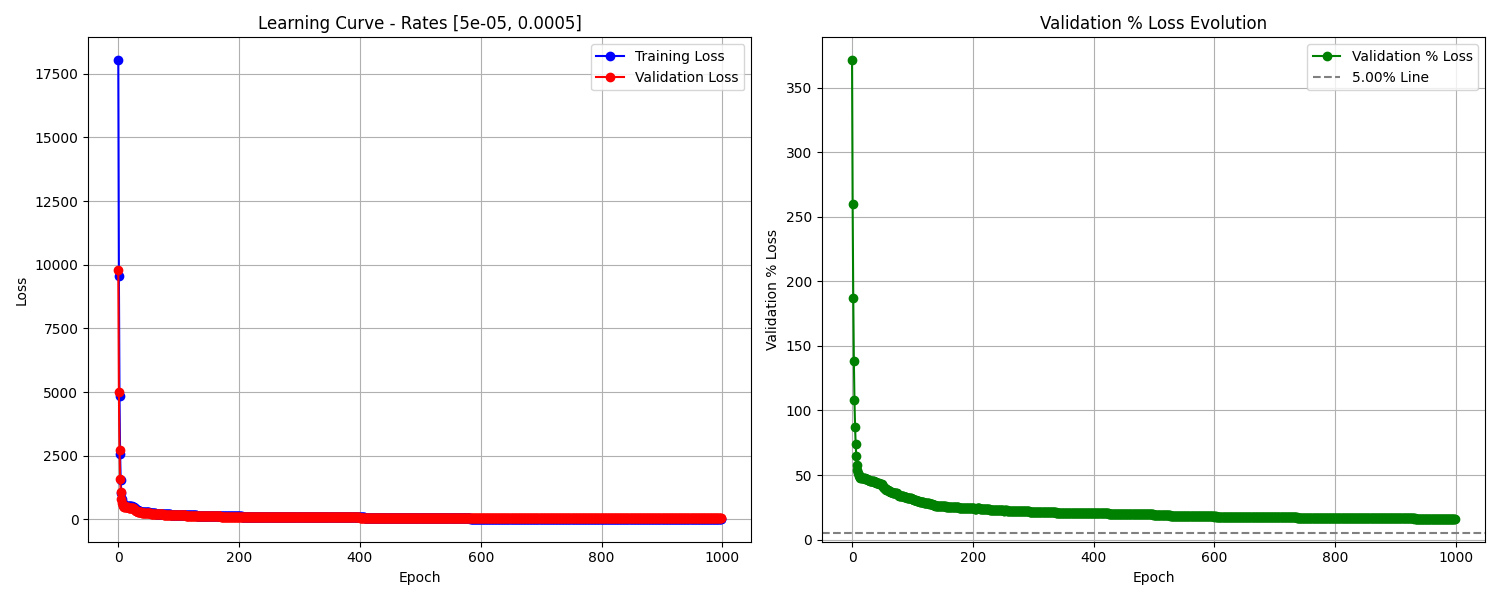 Learning Curve - Rates [5e-05, 0.0005]
Training Loss
Validation Loss
17500
15000
12500
10000
7500
5000
2500
0
Loss
0
200
400
600
800
1000
Epoch
Validation % Loss Evolution
Validation % Loss
5.00% Line
350
300
250
200
150
100
50
0
Validation % Loss
0
200
400
600
800
1000
Epoch